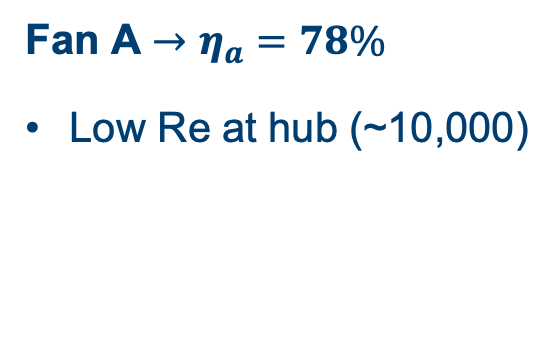 Fan A → ηₐ = 78%
• Low Re at hub (~10,000)